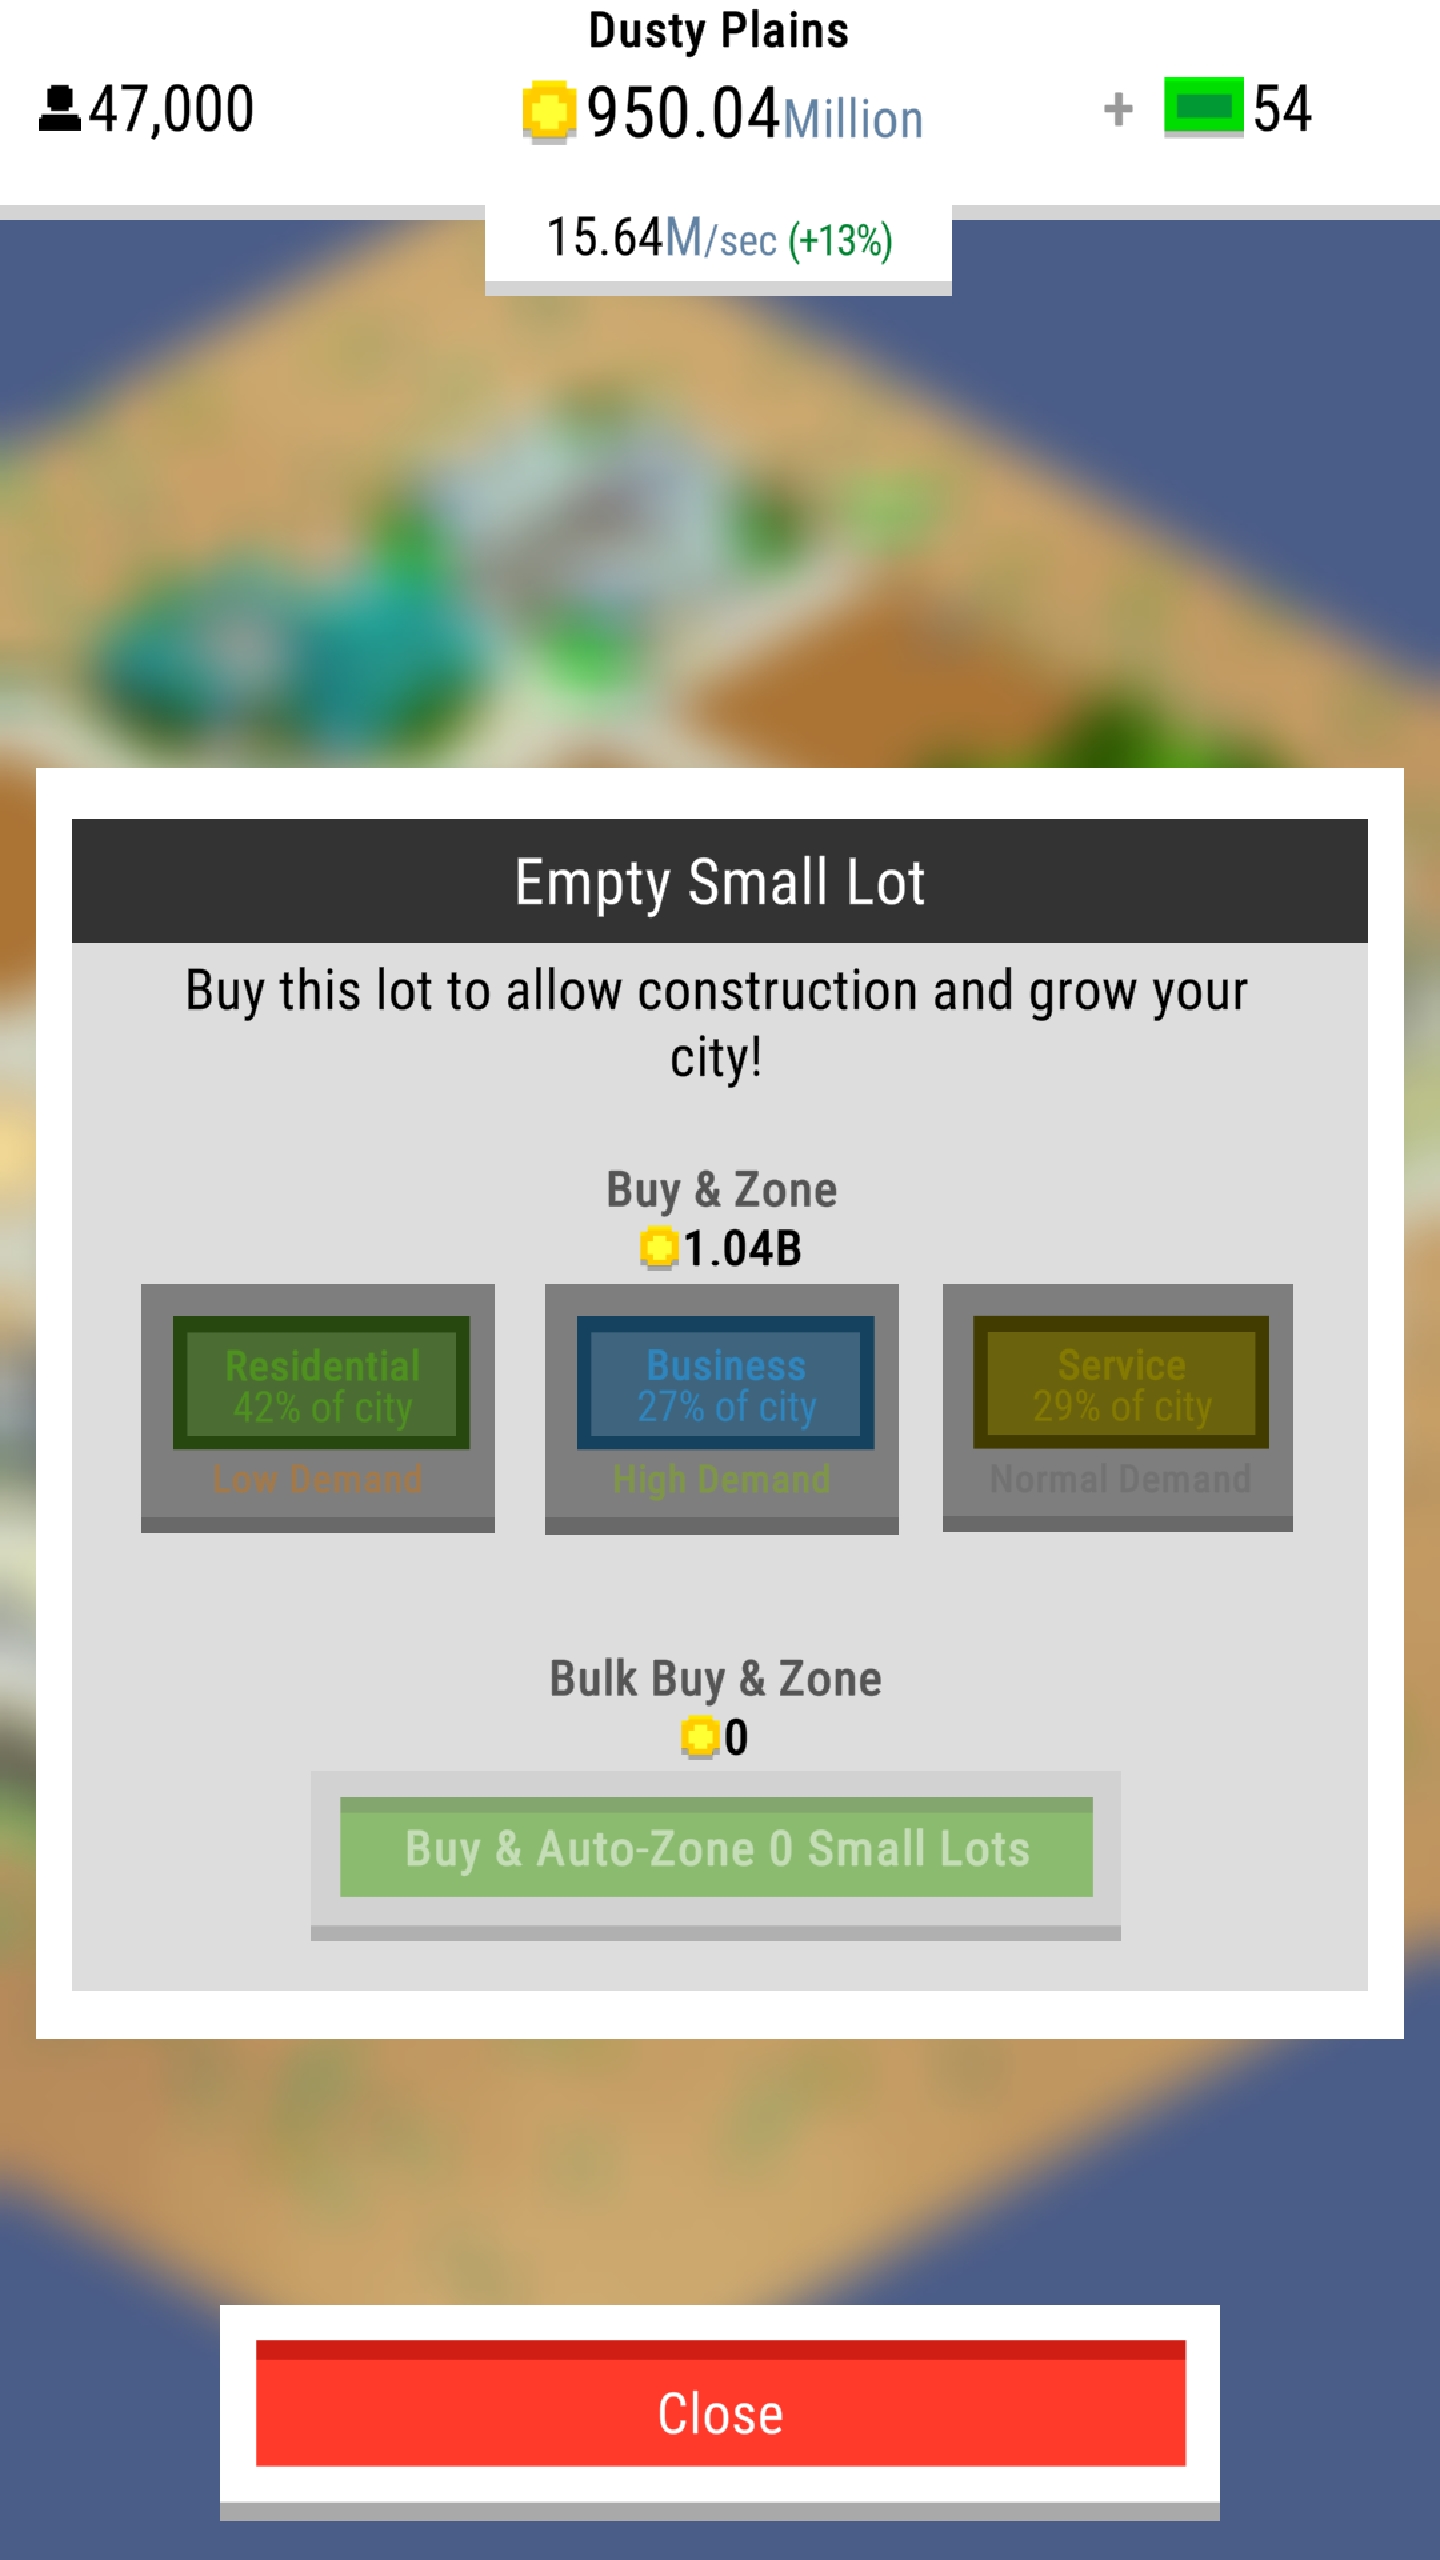 Dusty Plains
47,000
950.04Million
+ 54
15.64M/sec (+13%)
Empty Small Lot
Buy this lot to allow construction and grow your
city!
Buy & Zone
1.04B
Residential
42% of city
Low Demand
Business
27% of city
High Demand
Service
29% of city
Normal Demand
Bulk Buy & Zone
0
Buy & Auto-Zone 0 Small Lots
Close